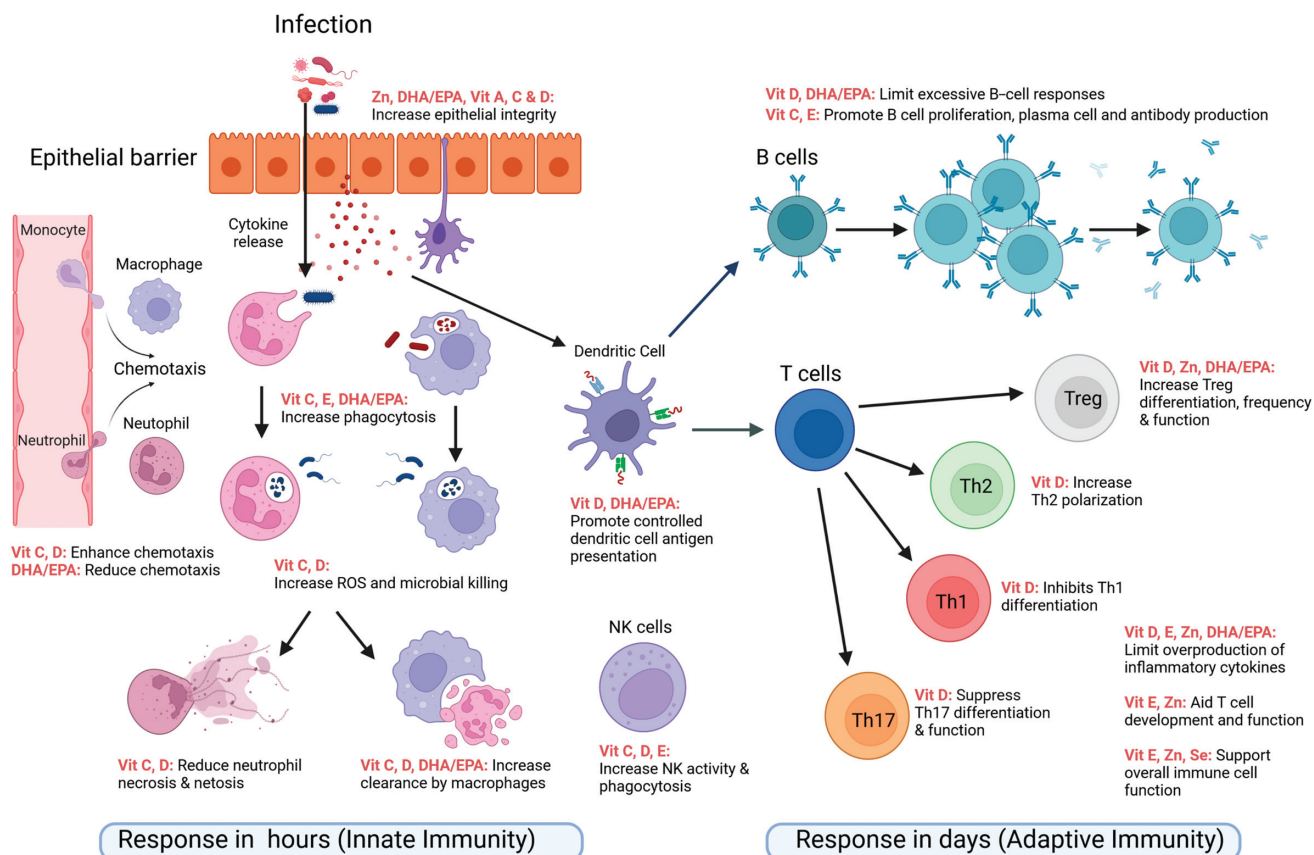 Infection
Zn, DHA/EPA, Vit A, C & D:
Increase epithelial integrity
Epithelial barrier
Cytokine
release
Monocyte
Macrophage
Chemotaxis
Neutrophil
Neutophil
Vit C, D: Enhance chemotaxis
DHA/EPA: Reduce chemotaxis
Vit C, E, DHA/EPA:
Increase phagocytosis
Vit C, D:
Increase ROS and microbial killing
Vit C, D: Reduce neutrophil
necrosis & netosis
Vit C, D, DHA/EPA: Increase
clearance by macrophages
NK cells
Vit C, D, E:
Increase NK activity &
phagocytosis
Dendritic Cell
Vit D, DHA/EPA:
Promote controlled
dendritic cell antigen
presentation
Response in hours (Innate Immunity)
Vit D, DHA/EPA: Limit excessive B-cell responses
Vit C, E: Promote B cell proliferation, plasma cell and antibody production
B cells
T cells
Treg
Vit D, Zn, DHA/EPA:
Increase Treg
differentiation, frequency
& function
Th2
Vit D: Increase
Th2 polarization
Th1
Vit D: Inhibits Th1
differentiation
Th17
Vit D: Suppress
Th17 differentiation
& function
Vit D, E, Zn, DHA/EPA:
Limit overproduction of
inflammatory cytokines
Vit E, Zn: Aid T cell
development and function
Vit E, Zn, Se: Support
overall immune cell
function
Response in days (Adaptive Immunity)